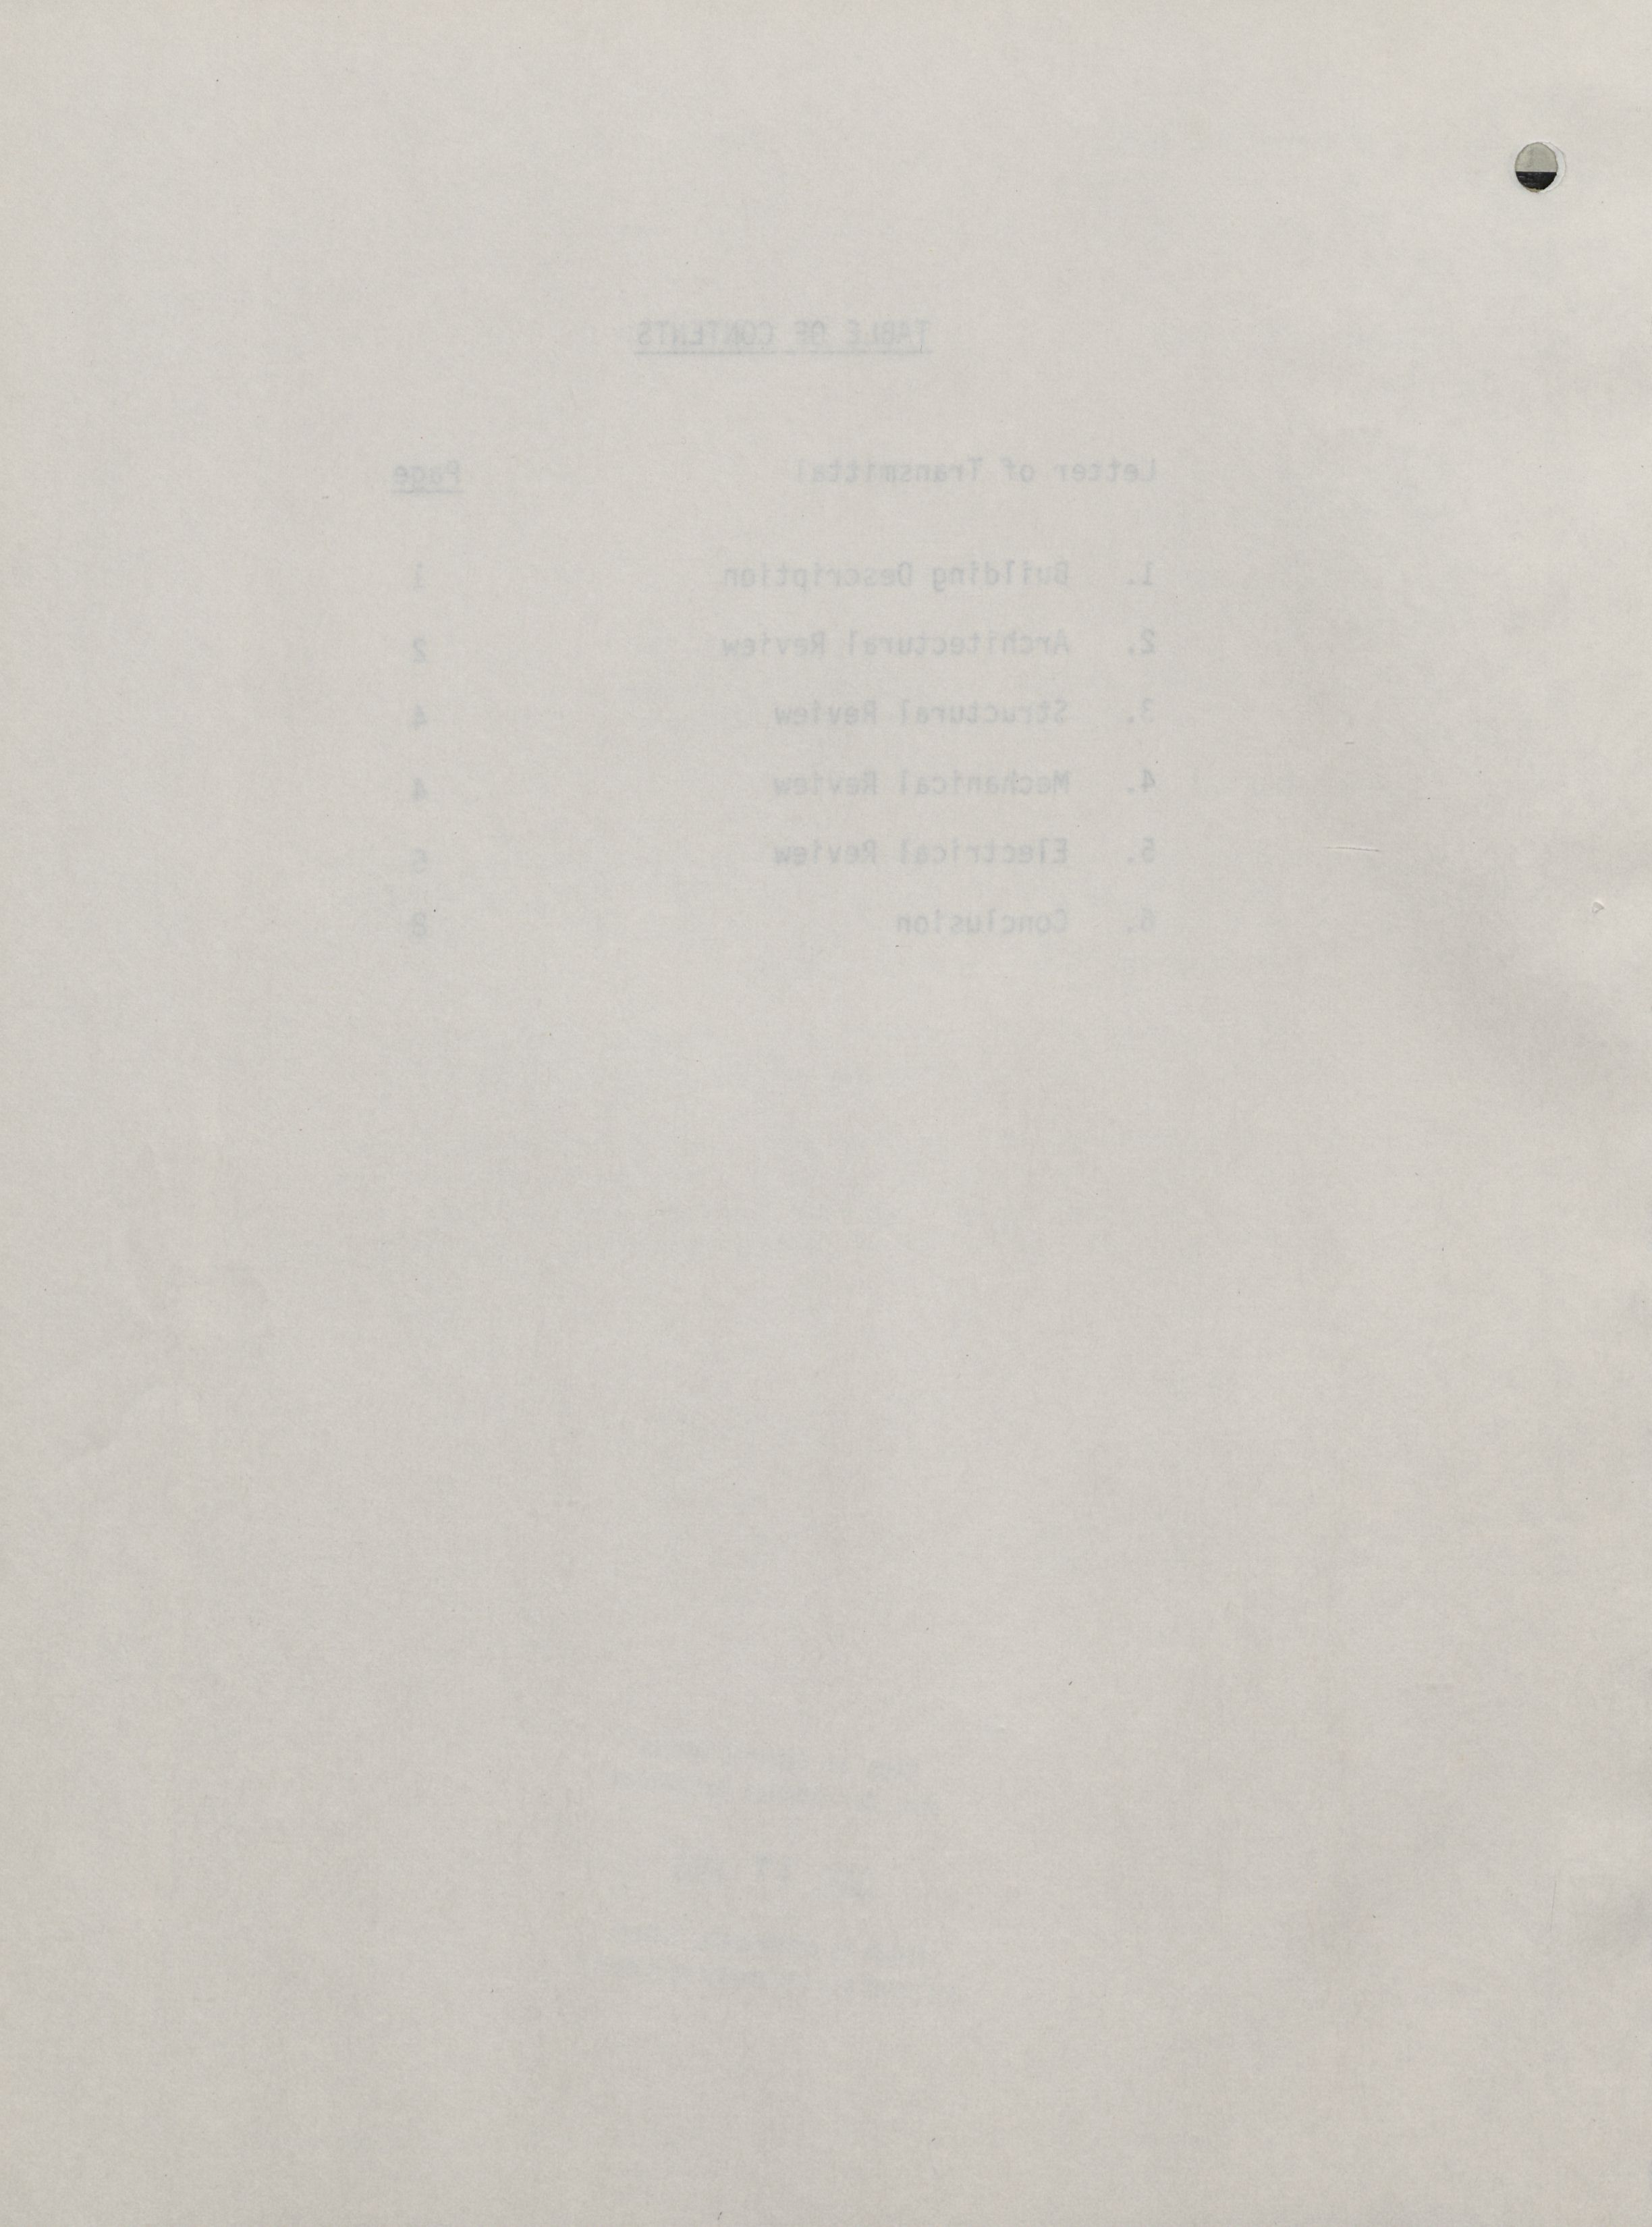 TABLE OF CONTENTS
Letter of Transmittal Page
1. Building Description 1
2. Architectural Review 2
3. Structural Review 4
4. Mechanical Review 4
5. Electrical Review
6. Conclusion 8